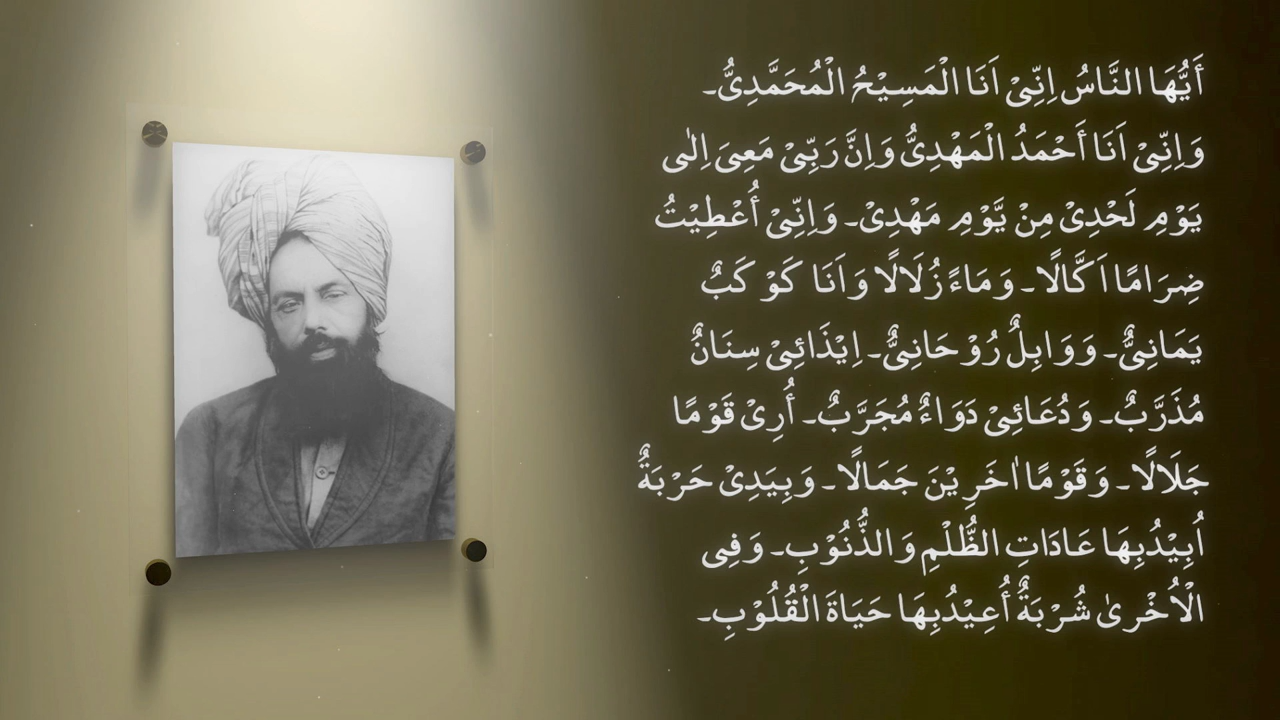 أَيُّهَا النَّاسُ اِنِّیْ اَنَا الْمَسِيْحُ الْمُحَمَّدِیُّ۔
وَاِنِّیْ اَنَا أَحْمَدُ الْمَهْدِیُّ وَاِنَّ رَبِّیْ مَعِیَ اِلٰی
يَوْمِ لَحْدِیْ مِنْ يَّوْمِ مَهْدِیْ۔ وَاِنِّیْ أُعْطِيْتُ
ضِرَامًا اَكَّالًا۔ وَمَاءً زُلَالًا وَ اَنَا كَوْكَبٌ
يَمَانِیٌّ۔ وَوَابِلٌ رُوْحَانِیٌّ۔ اِيْذَائِیْ سِنَانٌ
مُذَرَّبٌ۔ وَدُعَائِیْ دَوَاءٌ مُجَرَّبٌ۔ أُرِیْ قَوْمًا
جَلَالًا۔ وَقَوْمًا اٰخَرِيْنَ جَمَالًا۔ وَبِيَدِیْ حَرْبَةٌ
اُبِيْدُبِهَا عَادَاتِ الظُّلْمِ وَ الذُّنُوْبِ۔ وَفِی
الْاُخْرىٰ شُرْبَةٌ أُعِيْدُبِهَا حَيَاةَ الْقُلُوْبِ۔